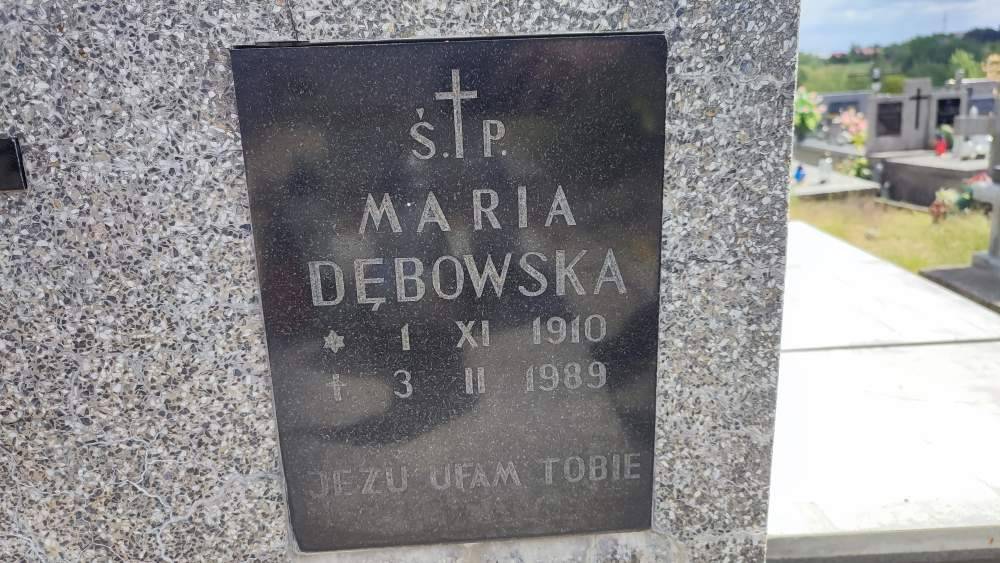 Ś.P.
MARIA
DĘBOWSKA
* 1 XI 1910
† 3 II 1989
JEZU UFAM TOBIE